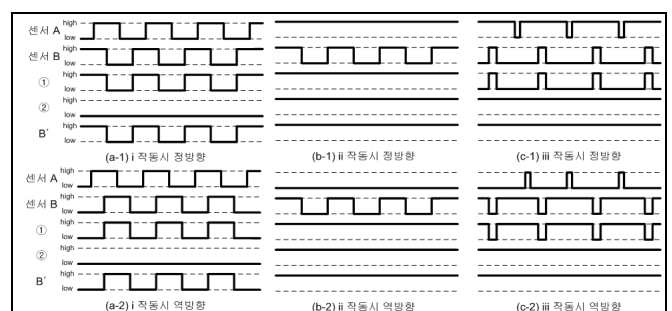 센서 A high
low
센서 B high
low
① high
low
② high
low
B' high
low
(a-1) i 작동시 정방향
(b-1) ii 작동시 정방향
(c-1) iii 작동시 정방향
센서 A high
low
센서 B high
low
① high
low
② high
low
B' high
low
(a-2) i 작동시 역방향
(b-2) ii 작동시 역방향
(c-2) iii 작동시 역방향